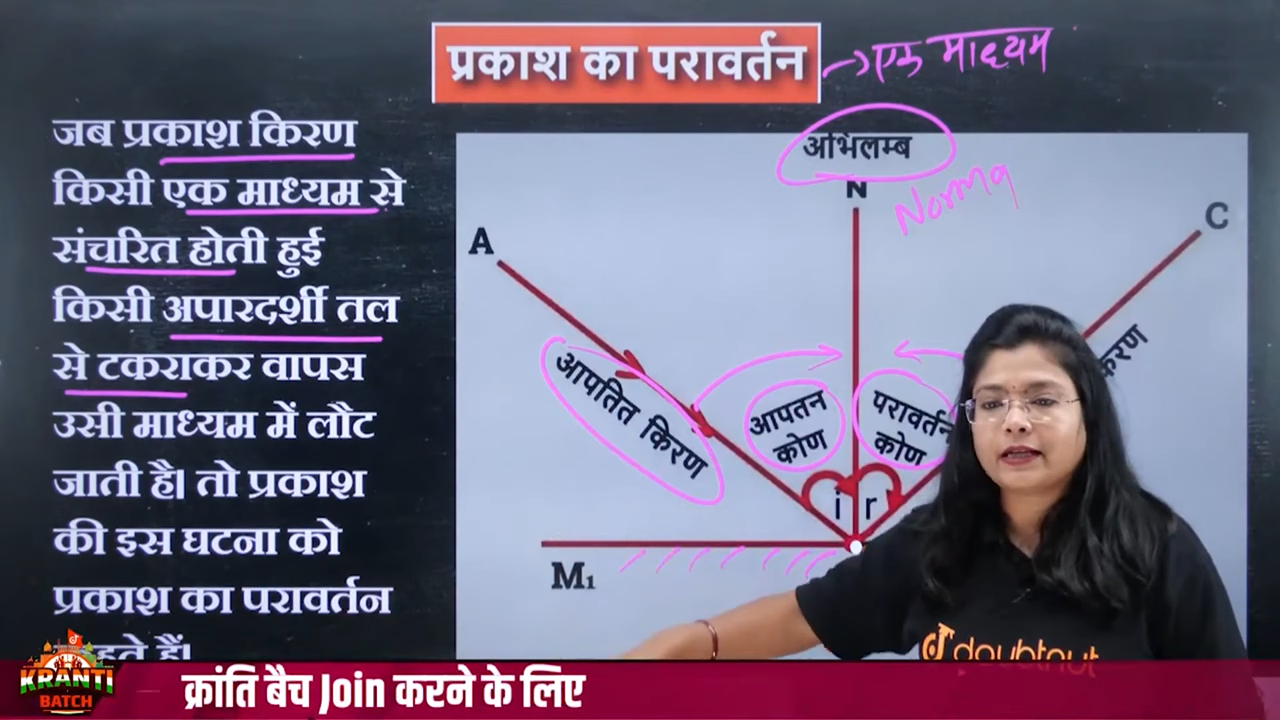 प्रकाश का परावर्तन
→ एक माध्यम
जब प्रकाश किरण
किसी एक माध्यम से
संचरित होती हुई
किसी अपारदर्शी तल
से टकराकर वापस
उसी माध्यम में लौट
जाती है। तो प्रकाश
की इस घटना को
प्रकाश का परावर्तन
हते हैं।
अभिलम्ब
N
Norma
A
C
आपतित किरण
आपतन
कोण
परावर्तन
कोण
किरण
i
r
M₁
doubtnut
KRANTI
BATCH
क्रांति बैच Join करने के लिए